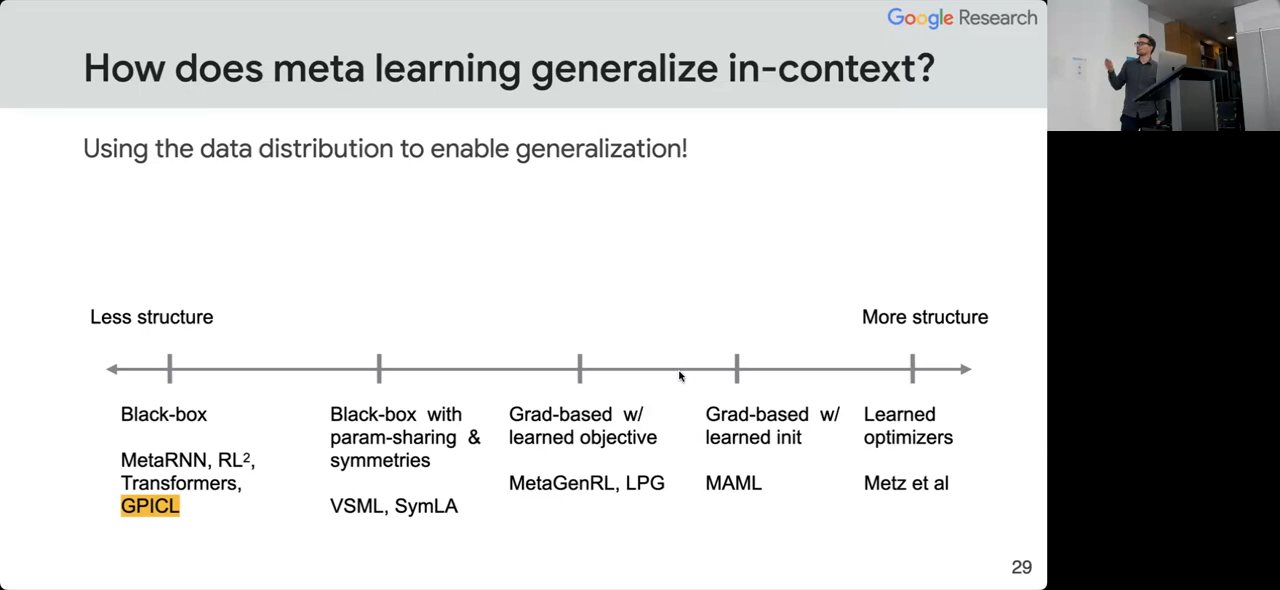 Google Research
How does meta learning generalize in-context?
Using the data distribution to enable generalization!
Less structure
More structure
Black-box
MetaRNN, RL²,
Transformers,
GPICL
Black-box with
param-sharing &
symmetries
VSML, SymLA
Grad-based w/
learned objective
MetaGenRL, LPG
Grad-based w/
learned init
MAML
Learned
optimizers
Metz et al
29